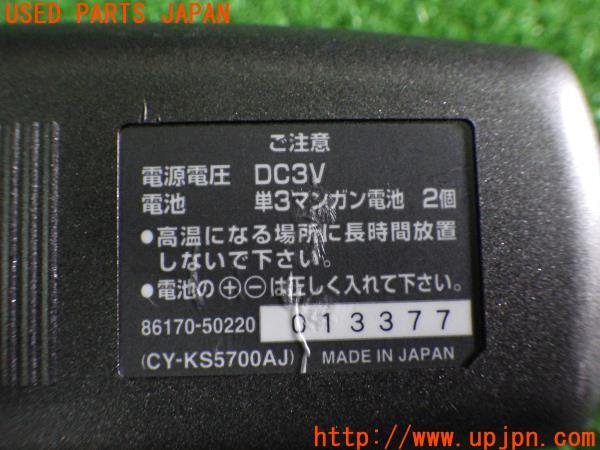 USED PARTS JAPAN
ご注意
電源電圧 DC3V
電池 単3マンガン電池 2個
●高温になる場所に長時間放置
しないで下さい。
●電池の⊕⊖は正しく入れて下さい。
86170-50220 013377
(CY-KS5700AJ) MADE IN JAPAN
USED PARTS JAPAN
http://www.upjpn.com/